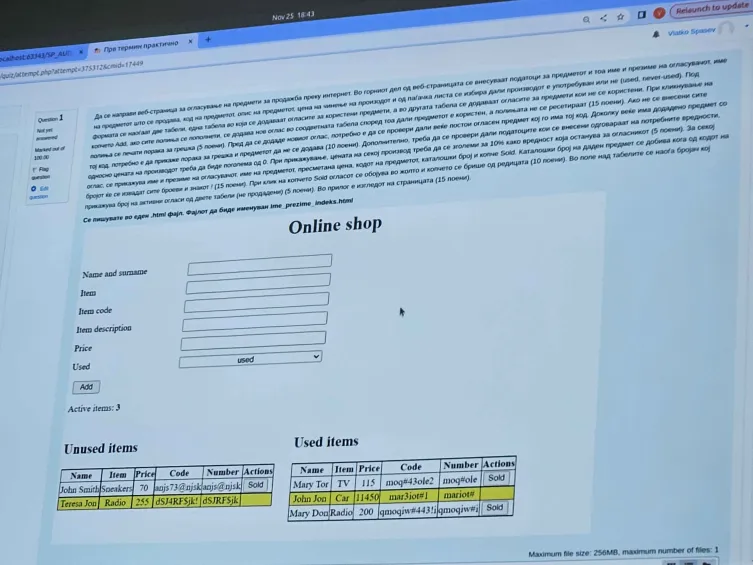 Nov 25 18:43
Прв термин практично
quiz/attempt.php?attempt=375312&cmid=17449
Relaunch to update
Vlatko Spasev
Question 1
Not yet
answered
Marked out of
100.00
Flag
question
Edit
question
Да се направи веб-страница за огласување на предмети за продажба преку интернет. Во горниот дел од веб-страницата се внесуваат податоци за предметот и тоа име и презиме на огласувачот, име
на предметот што се продава, код на предметот, опис на предметот, цена на чинење на производот и од паѓачка листа се избира дали производот е употребуван или не (used, never-used). Под
формата се наоѓаат две табели, една табела во која се додаваат огласите за користени предмети, а во другата табела се додаваат огласите за предмети кои не се користени. При кликнување на
копчето Add, ако сите полиња се пополнети, се додава нов оглас во соодветната табела според тоа дали предметот е користен, а полињата не се ресетираат (15 поени). Ако не се внесени сите
полиња се печати порака за грешка (5 поени). Пред да се додаде новиот оглас, потребно е да се провери дали веќе постои огласен предмет кој го има тој код. Доколку веќе има додадено предмет со
тој код, потребно е да прикаже порака за грешка и предметот да не се додава (10 поени). Дополнително, треба да се провери дали податоците кои се внесени одговараат на потребните вредности,
односно цената на производот треба да биде поголема од 0. При прикажување, цената на секој производ треба да се зголеми за 10% како вредност која останува за огласникот (5 поени). За секој
оглас, се прикажува име и презиме на огласувачот, име на предметот, пресметана цена, кодот на предметот, каталошки број и копче Sold. Каталошки број на даден предмет се добива кога од кодот на
бројот ќе се извадат сите броеви и знакот ! (15 поени). При клик на копчето Sold огласот се обојува во жолто и копчето се брише од редицата (10 поени). Во поле над табелите се наоѓа бројач кој
прикажува број на активни огласи од двете табели (не продадени) (5 поени). Во прилог е изгледот на страницата (15 поени).
Се пишувате во еден .html фајл. Фајлот да биде именуван ime_prezime_indeks.html
Online shop
Name and surname
Item
Item code
Item description
Price
Used used
Add
Active items: 3
Unused items
Name Item Price Code Number Actions
John Smith Sneakers 70 anjs73@njsk anjs@njsk Sold
Teresa Jon Radio 255 dSJ4RF$jk! dSJRF$jk
Used items
Name Item Price Code Number Actions
Mary Tor TV 115 moq#43ole2 moq#ole Sold
John Jon Car 11450 mar3iot#1 mariot#
Mary Don Radio 200 qmoqiw#443!i qmoqiw#i Sold
Maximum file size: 256MB, maximum number of files: 1